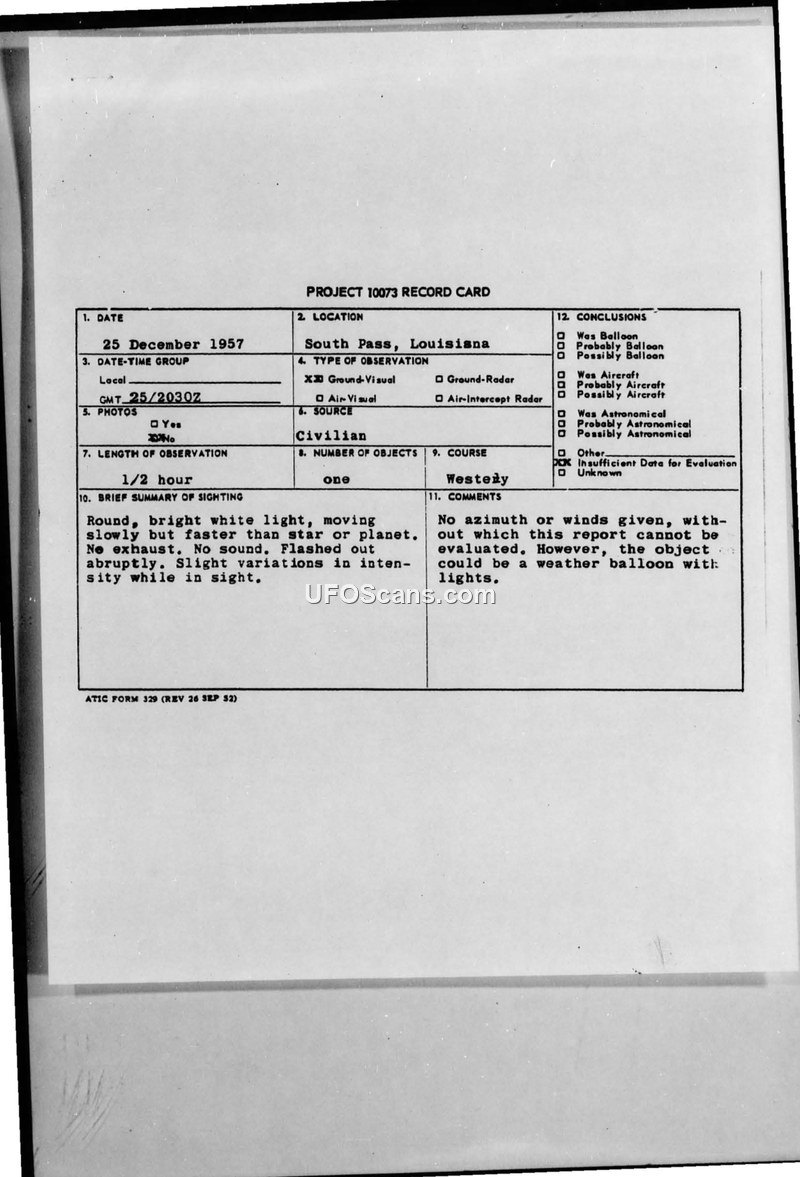 PROJECT 10073 RECORD CARD
1. DATE
25 December 1957
2. LOCATION
South Pass, Louisiana
3. DATE-TIME GROUP
Local
GMT 25/2030Z
4. TYPE OF OBSERVATION
XX Ground-Visual □ Ground-Radar
□ Air-Visual □ Air-Intercept Radar
5. PHOTOS
□ Yes
XX No
6. SOURCE
Civilian
7. LENGTH OF OBSERVATION
1/2 hour
8. NUMBER OF OBJECTS
one
9. COURSE
Westerly
10. BRIEF SUMMARY OF SIGHTING
Round, bright white light, moving
slowly but faster than star or planet.
No exhaust. No sound. Flashed out
abruptly. Slight variations in inten-
sity while in sight.
11. COMMENTS
No azimuth or winds given, with-
out which this report cannot be
evaluated. However, the object
could be a weather balloon with
lights.
12. CONCLUSIONS
□ Was Balloon
□ Probably Balloon
□ Possibly Balloon
□ Was Aircraft
□ Probably Aircraft
□ Possibly Aircraft
□ Was Astronomical
□ Probably Astronomical
□ Possibly Astronomical
□ Other
XX Insufficient Data for Evaluation
□ Unknown
ATIC FORM 329 (REV 26 SEP 52)
UFOScans.com